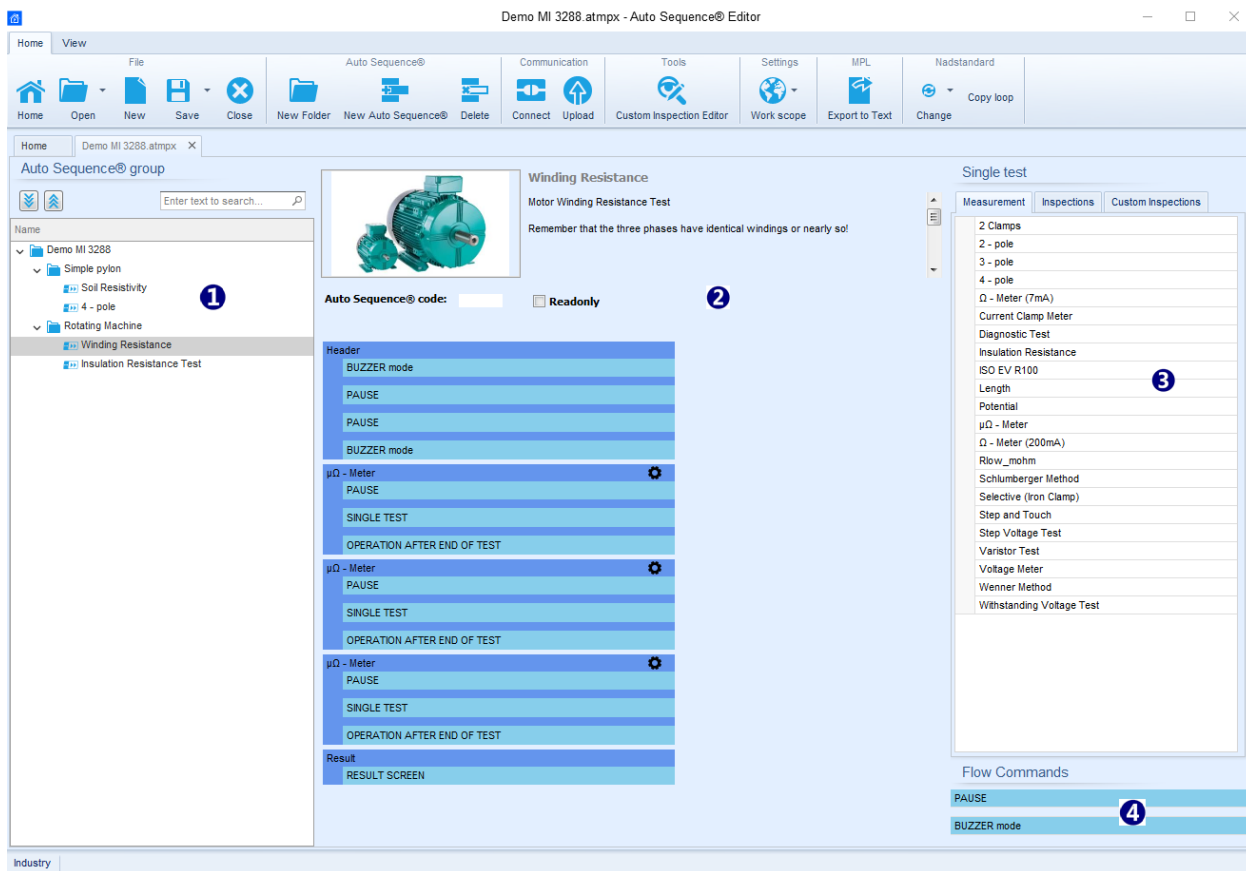 Demo MI 3288.atmpx - Auto Sequence® Editor
Home View
File Auto Sequence® Communication Tools Settings MPL Nadstandard
Home Open New Save Close New Folder New Auto Sequence® Delete Connect Upload Custom Inspection Editor Work scope Export to Text Change Copy loop
Home Demo MI 3288.atmpx
Auto Sequence® group
Enter text to search...
Name
Demo MI 3288
Simple pylon
Soil Resistivity
4 - pole
Rotating Machine
Winding Resistance
Insulation Resistance Test
1
Winding Resistance
Motor Winding Resistance Test
Remember that the three phases have identical windings or nearly so!
Auto Sequence® code: Readonly
2
Header
BUZZER mode
PAUSE
PAUSE
BUZZER mode
µΩ - Meter
PAUSE
SINGLE TEST
OPERATION AFTER END OF TEST
µΩ - Meter
PAUSE
SINGLE TEST
OPERATION AFTER END OF TEST
µΩ - Meter
PAUSE
SINGLE TEST
OPERATION AFTER END OF TEST
Result
RESULT SCREEN
Single test
Measurement Inspections Custom Inspections
2 Clamps
2 - pole
3 - pole
4 - pole
Ω - Meter (7mA)
Current Clamp Meter
Diagnostic Test
Insulation Resistance
ISO EV R100
Length
Potential
µΩ - Meter
Ω - Meter (200mA)
Rlow_mohm
Schlumberger Method
Selective (Iron Clamp)
Step and Touch
Step Voltage Test
Varistor Test
Voltage Meter
Wenner Method
Withstanding Voltage Test
3
Flow Commands
PAUSE
BUZZER mode
4
Industry